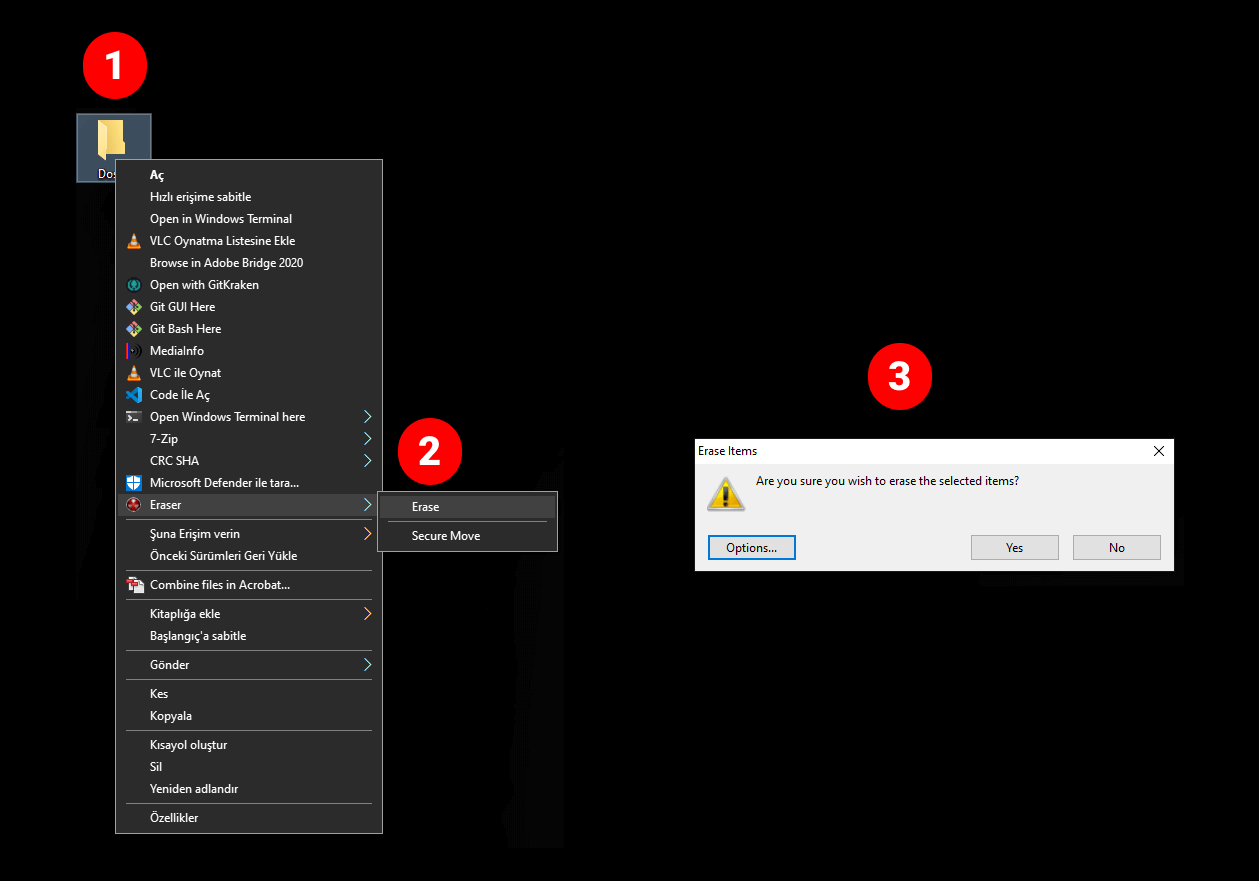 1
Dos
Aç
Hızlı erişime sabitle
Open in Windows Terminal
VLC Oynatma Listesine Ekle
Browse in Adobe Bridge 2020
Open with GitKraken
Git GUI Here
Git Bash Here
MediaInfo
VLC ile Oynat
Code İle Aç
Open Windows Terminal here
7-Zip
CRC SHA
Microsoft Defender ile tara...
Eraser
Şuna Erişim verin
Önceki Sürümleri Geri Yükle
Combine files in Acrobat...
Kitaplığa ekle
Başlangıç'a sabitle
Gönder
Kes
Kopyala
Kısayol oluştur
Sil
Yeniden adlandır
Özellikler
2
Erase
Secure Move
3
Erase Items
Are you sure you wish to erase the selected items?
Options...
Yes
No